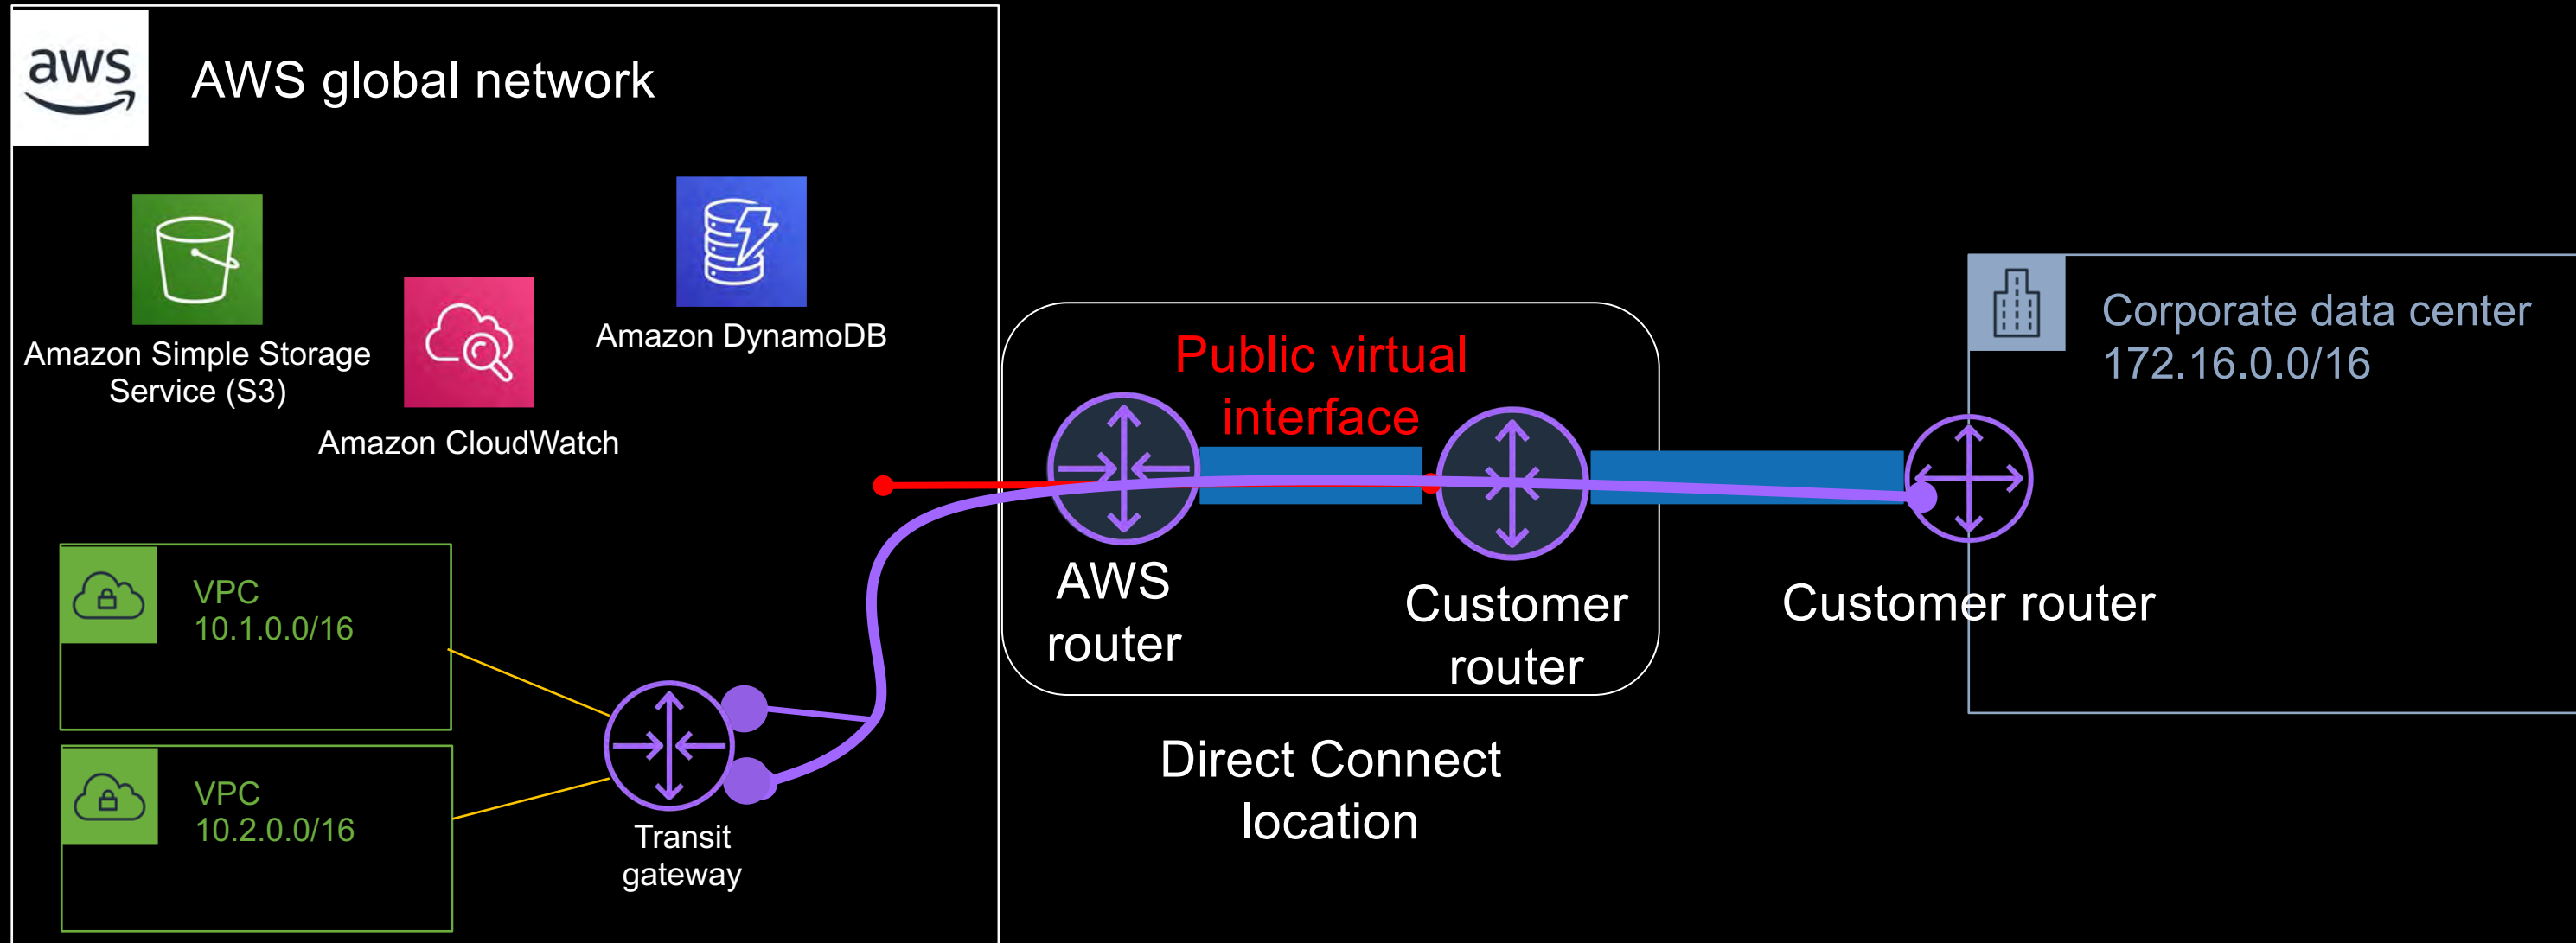 aws
AWS global network
Amazon Simple Storage
Service (S3)
Amazon CloudWatch
Amazon DynamoDB
VPC
10.1.0.0/16
VPC
10.2.0.0/16
Transit
gateway
Public virtual
interface
AWS
router
Customer
router
Direct Connect
location
Customer router
Corporate data center
172.16.0.0/16